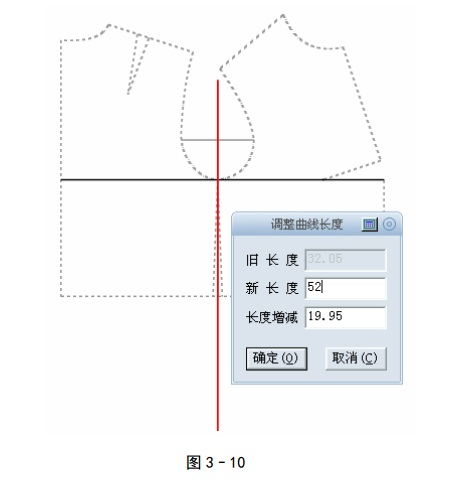 调整曲线长度
旧长度 32.05
新长度 52
长度增减 19.95
确定(O) 取消(C)
图3-10